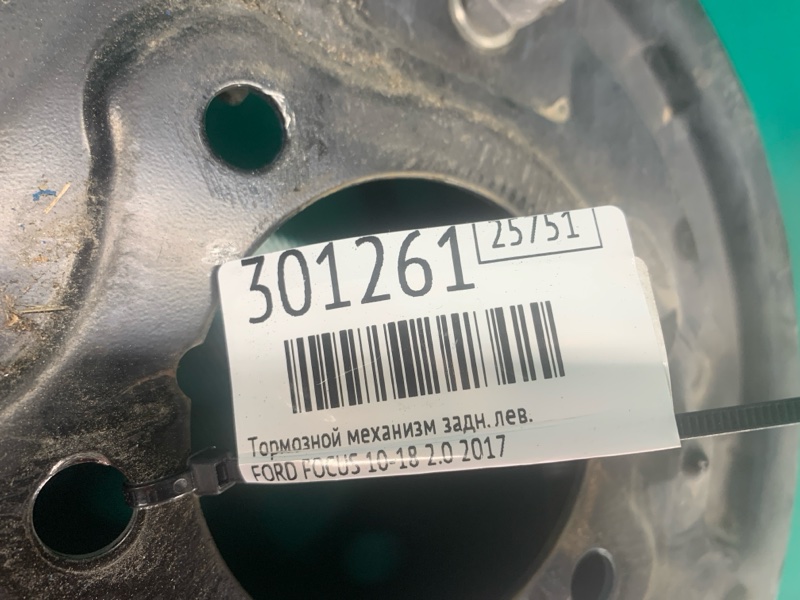 301261
25751
Тормозной механизм задн. лев.
FORD FOCUS 10-18 2.0 2017